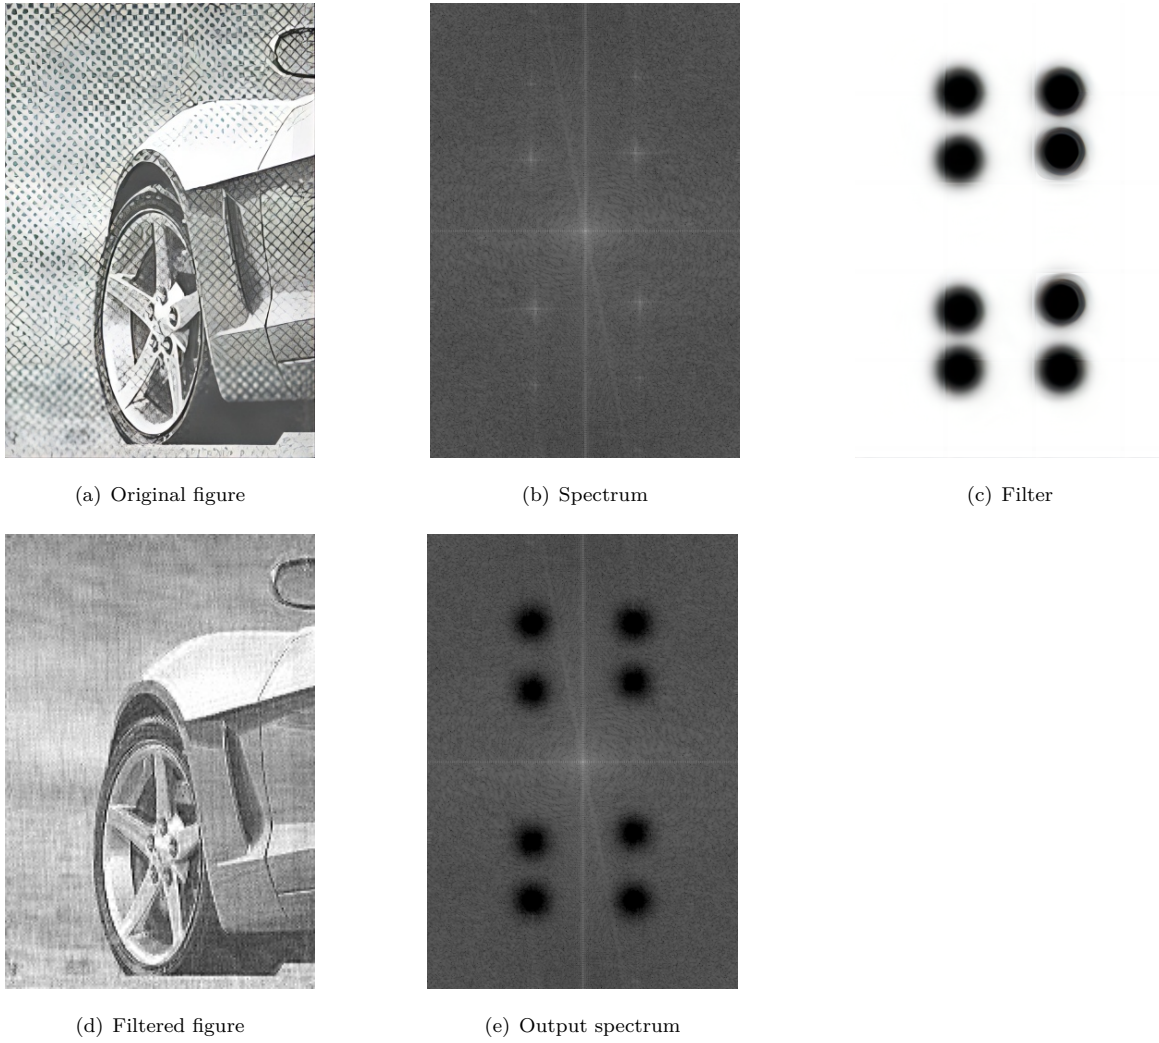 (a) Original figure
(b) Spectrum
(c) Filter
(d) Filtered figure
(e) Output spectrum